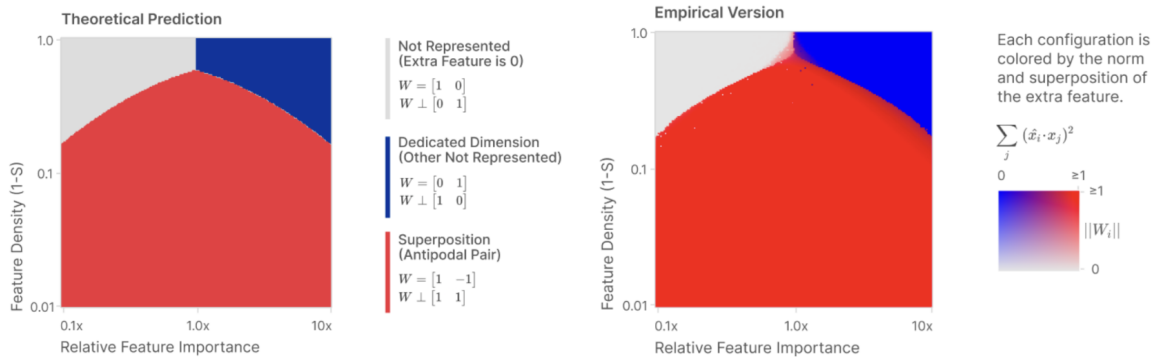 Theoretical Prediction
1.0
0.1
0.01
Feature Density (1-S)
0.1x
1.0x
10x
Relative Feature Importance
Not Represented
(Extra Feature is 0)
W = [1 0]
W ⊥ [0 1]
Dedicated Dimension
(Other Not Represented)
W = [0 1]
W ⊥ [1 0]
Superposition
(Antipodal Pair)
W = [1 −1]
W ⊥ [1 1]
Empirical Version
1.0
0.1
0.01
Feature Density (1-S)
0.1x
1.0x
10x
Relative Feature Importance
Each configuration is
colored by the norm
and superposition of
the extra feature.
∑_j (x̂_i·x_j)²
0
≥1
≥1
||W_i||
0